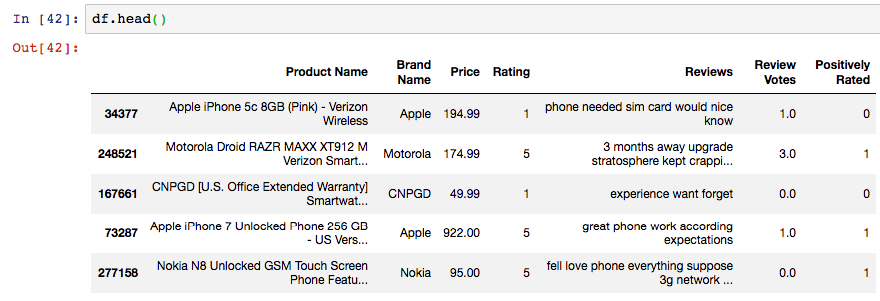 In [42]: df.head()
Out[42]:
Product Name Brand Name Price Rating Reviews Review Votes Positively Rated
34377 Apple iPhone 5c 8GB (Pink) - Verizon Wireless Apple 194.99 1 phone needed sim card would nice know 1.0 0
248521 Motorola Droid RAZR MAXX XT912 M Verizon Smart... Motorola 174.99 5 3 months away upgrade stratosphere kept crappi... 3.0 1
167661 CNPGD [U.S. Office Extended Warranty] Smartwat... CNPGD 49.99 1 experience want forget 0.0 0
73287 Apple iPhone 7 Unlocked Phone 256 GB - US Vers... Apple 922.00 5 great phone work according expectations 1.0 1
277158 Nokia N8 Unlocked GSM Touch Screen Phone Featu... Nokia 95.00 5 fell love phone everything suppose 3g network ... 0.0 1